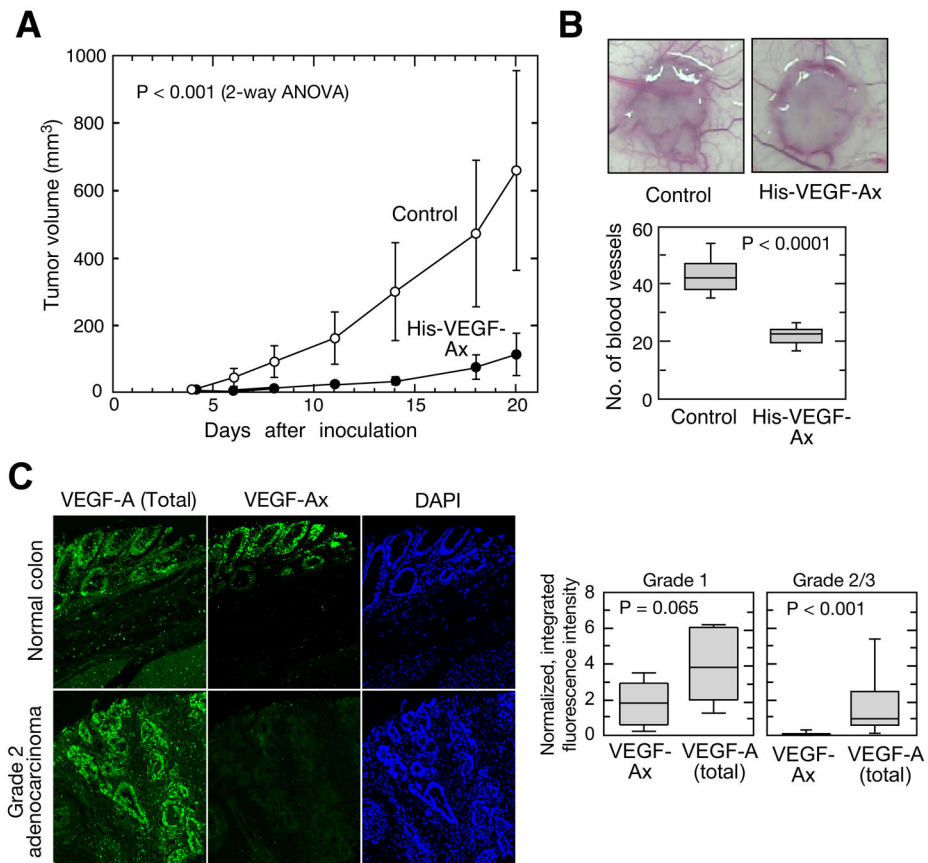 A
1000
800
600
400
200
0
P < 0.001 (2-way ANOVA)
Control
His-VEGF-
Ax
Tumor volume (mm³)
0 5 10 15 20
Days after inoculation
B
Control His-VEGF-Ax
60
40
20
0
P < 0.0001
No. of blood vessels
Control His-VEGF-
Ax
C
VEGF-A (Total) VEGF-Ax DAPI
Normal colon
Grade 2
adenocarcinoma
Grade 1 Grade 2/3
P = 0.065 P < 0.001
8
6
4
2
0
Normalized, integrated
fluorescence intensity
VEGF- VEGF-A VEGF- VEGF-A
Ax (total) Ax (total)